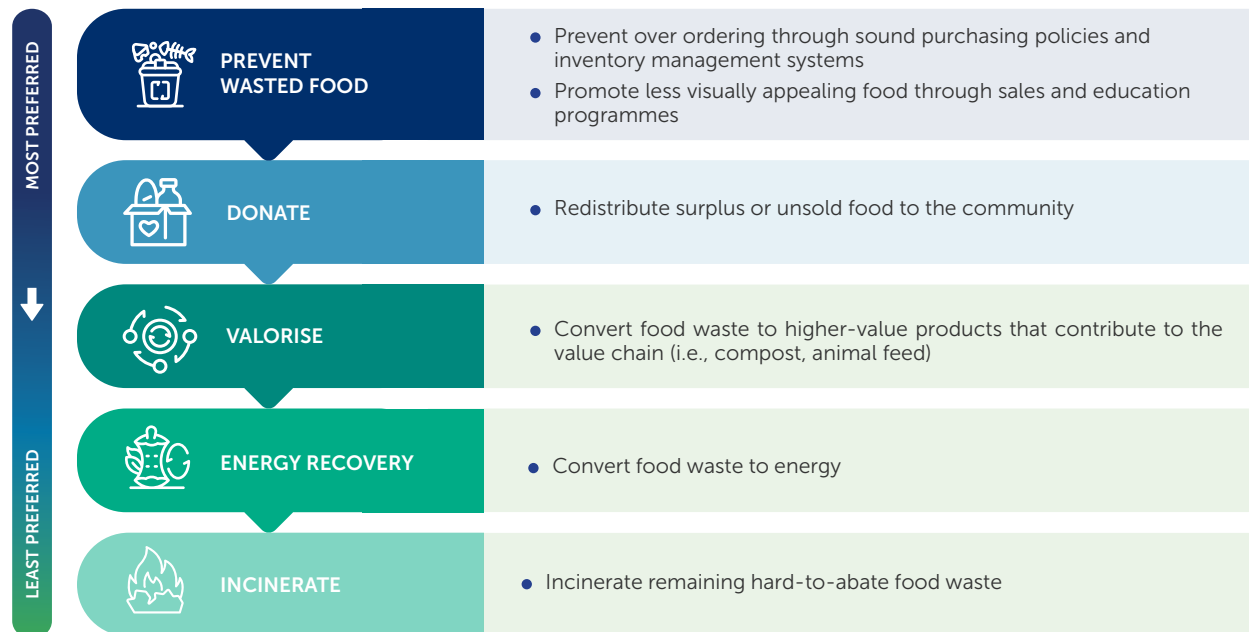 MOST PREFERRED
LEAST PREFERRED
PREVENT
WASTED FOOD
● Prevent over ordering through sound purchasing policies and
inventory management systems
● Promote less visually appealing food through sales and education
programmes
DONATE
● Redistribute surplus or unsold food to the community
VALORISE
● Convert food waste to higher-value products that contribute to the
value chain (i.e., compost, animal feed)
ENERGY RECOVERY
● Convert food waste to energy
INCINERATE
● Incinerate remaining hard-to-abate food waste